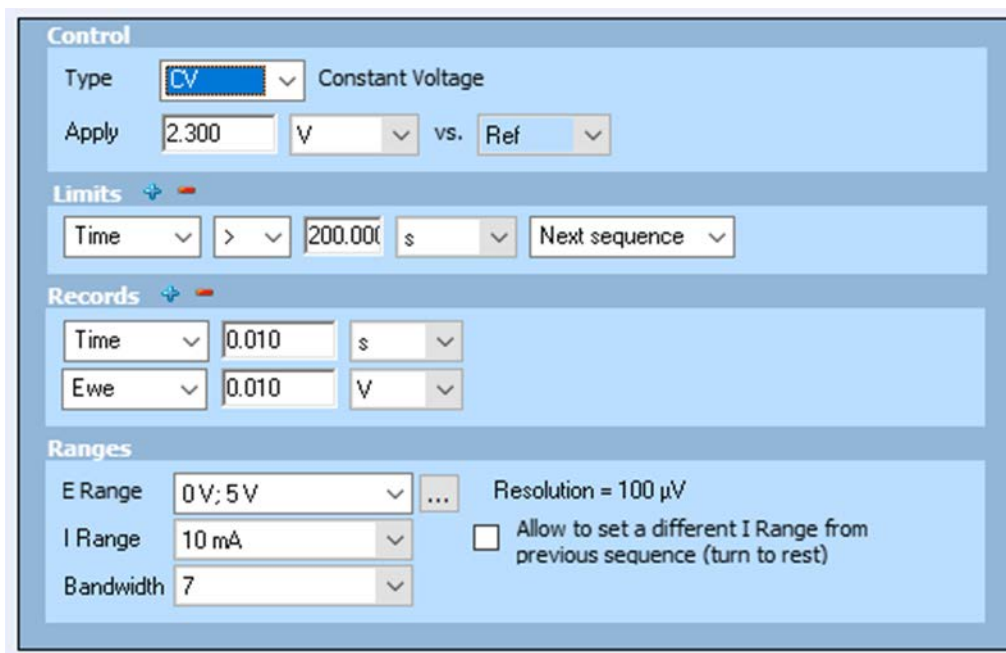 Control
Type CV Constant Voltage
Apply 2.300 V vs. Ref
Limits
Time > 200.00( s Next sequence
Records
Time 0.010 s
Ewe 0.010 V
Ranges
E Range 0 V; 5 V ... Resolution = 100 µV
I Range 10 mA Allow to set a different I Range from
previous sequence (turn to rest)
Bandwidth 7